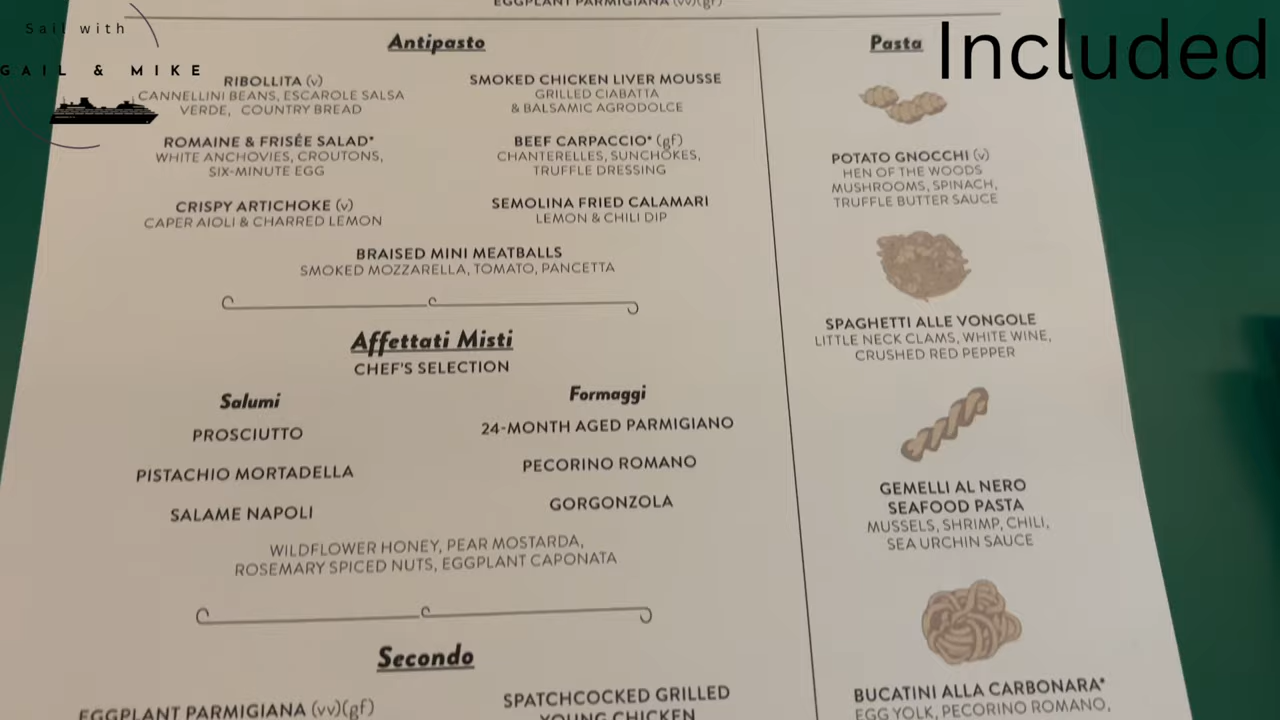 EGGPLANT PARMIGIANA (vv)(gf)
Sail with
GAIL & MIKE
Included
Antipasto
RIBOLLITA (v)
CANNELLINI BEANS, ESCAROLE SALSA
VERDE, COUNTRY BREAD
ROMAINE & FRISÉE SALAD*
WHITE ANCHOVIES, CROUTONS,
SIX-MINUTE EGG
CRISPY ARTICHOKE (v)
CAPER AIOLI & CHARRED LEMON
SMOKED CHICKEN LIVER MOUSSE
GRILLED CIABATTA
& BALSAMIC AGRODOLCE
BEEF CARPACCIO* (gf)
CHANTERELLES, SUNCHOKES,
TRUFFLE DRESSING
SEMOLINA FRIED CALAMARI
LEMON & CHILI DIP
BRAISED MINI MEATBALLS
SMOKED MOZZARELLA, TOMATO, PANCETTA
Affettati Misti
CHEF'S SELECTION
Salumi
PROSCIUTTO
PISTACHIO MORTADELLA
SALAME NAPOLI
Formaggi
24-MONTH AGED PARMIGIANO
PECORINO ROMANO
GORGONZOLA
WILDFLOWER HONEY, PEAR MOSTARDA,
ROSEMARY SPICED NUTS, EGGPLANT CAPONATA
Secondo
EGGPLANT PARMIGIANA (vv)(gf)
SPATCHCOCKED GRILLED
YOUNG CHICKEN
Pasta
POTATO GNOCCHI (v)
HEN OF THE WOODS
MUSHROOMS, SPINACH,
TRUFFLE BUTTER SAUCE
SPAGHETTI ALLE VONGOLE
LITTLE NECK CLAMS, WHITE WINE,
CRUSHED RED PEPPER
GEMELLI AL NERO
SEAFOOD PASTA
MUSSELS, SHRIMP, CHILI,
SEA URCHIN SAUCE
BUCATINI ALLA CARBONARA*
EGG YOLK, PECORINO ROMANO,